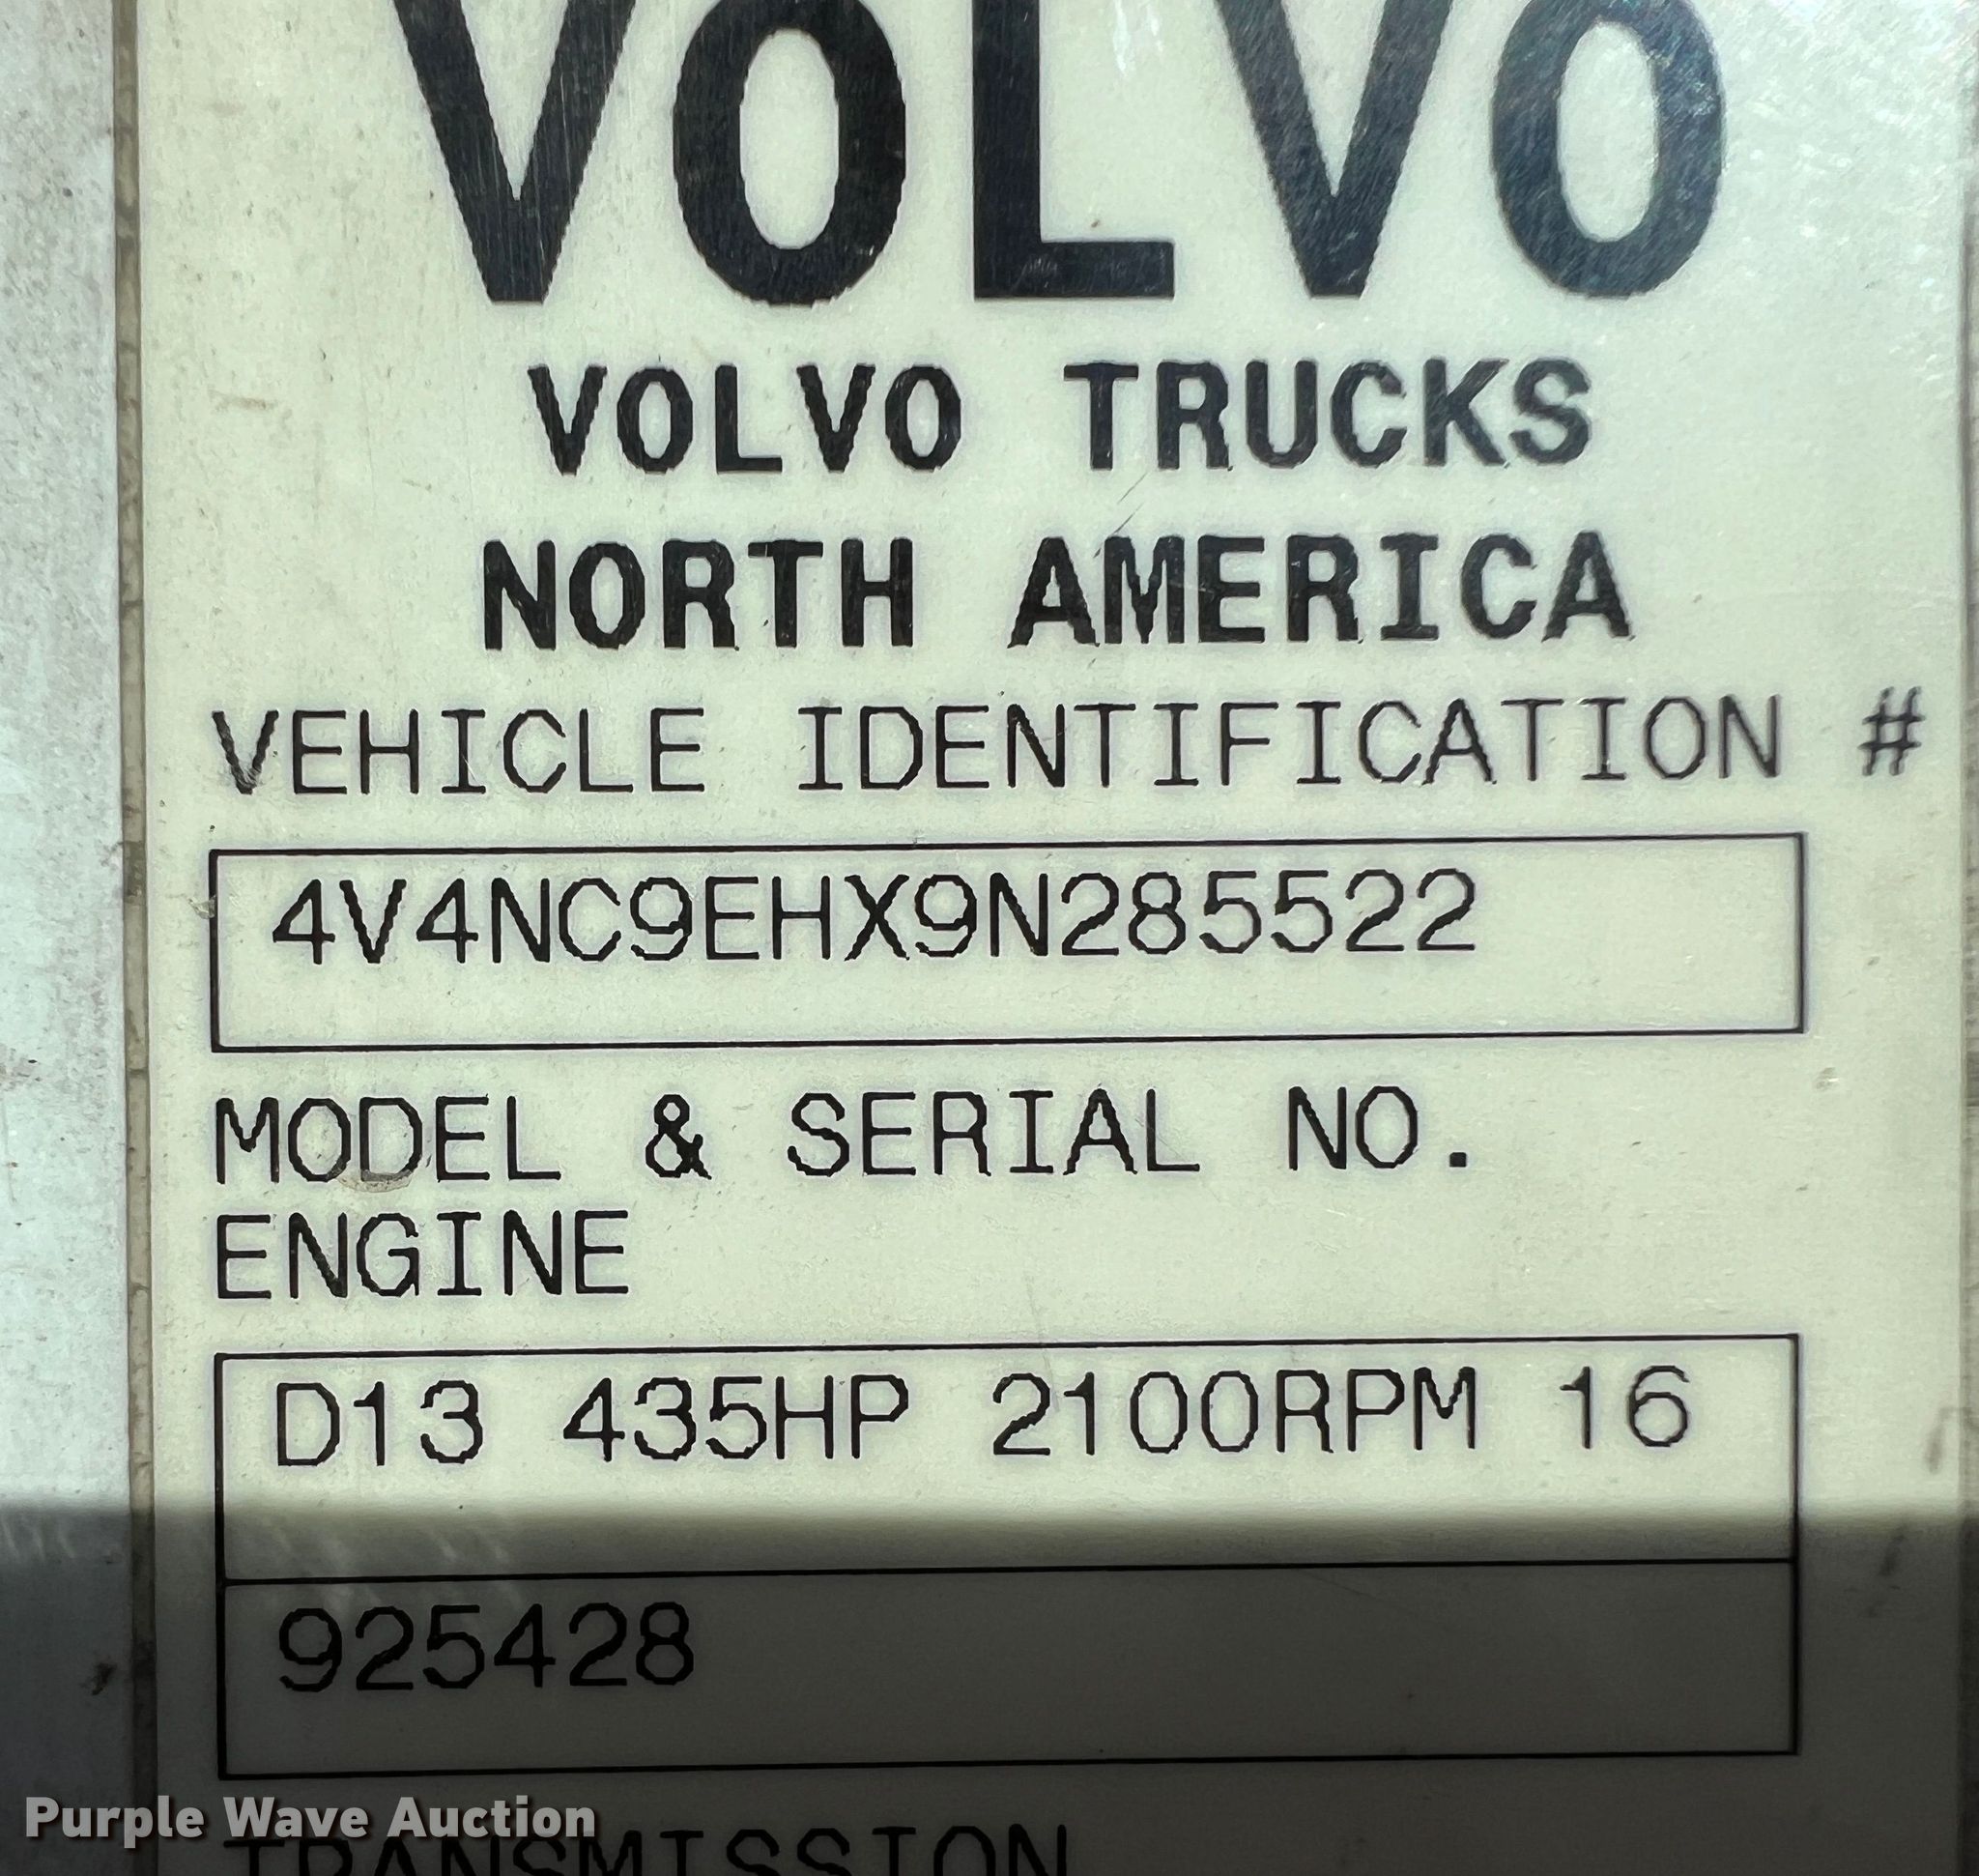 VOLVO
VOLVO TRUCKS
NORTH AMERICA
VEHICLE IDENTIFICATION #
4V4NC9EHX9N285522
MODEL & SERIAL NO.
ENGINE
D13 435HP 2100RPM 16
925428
Purple Wave Auction
TRANSMISSION